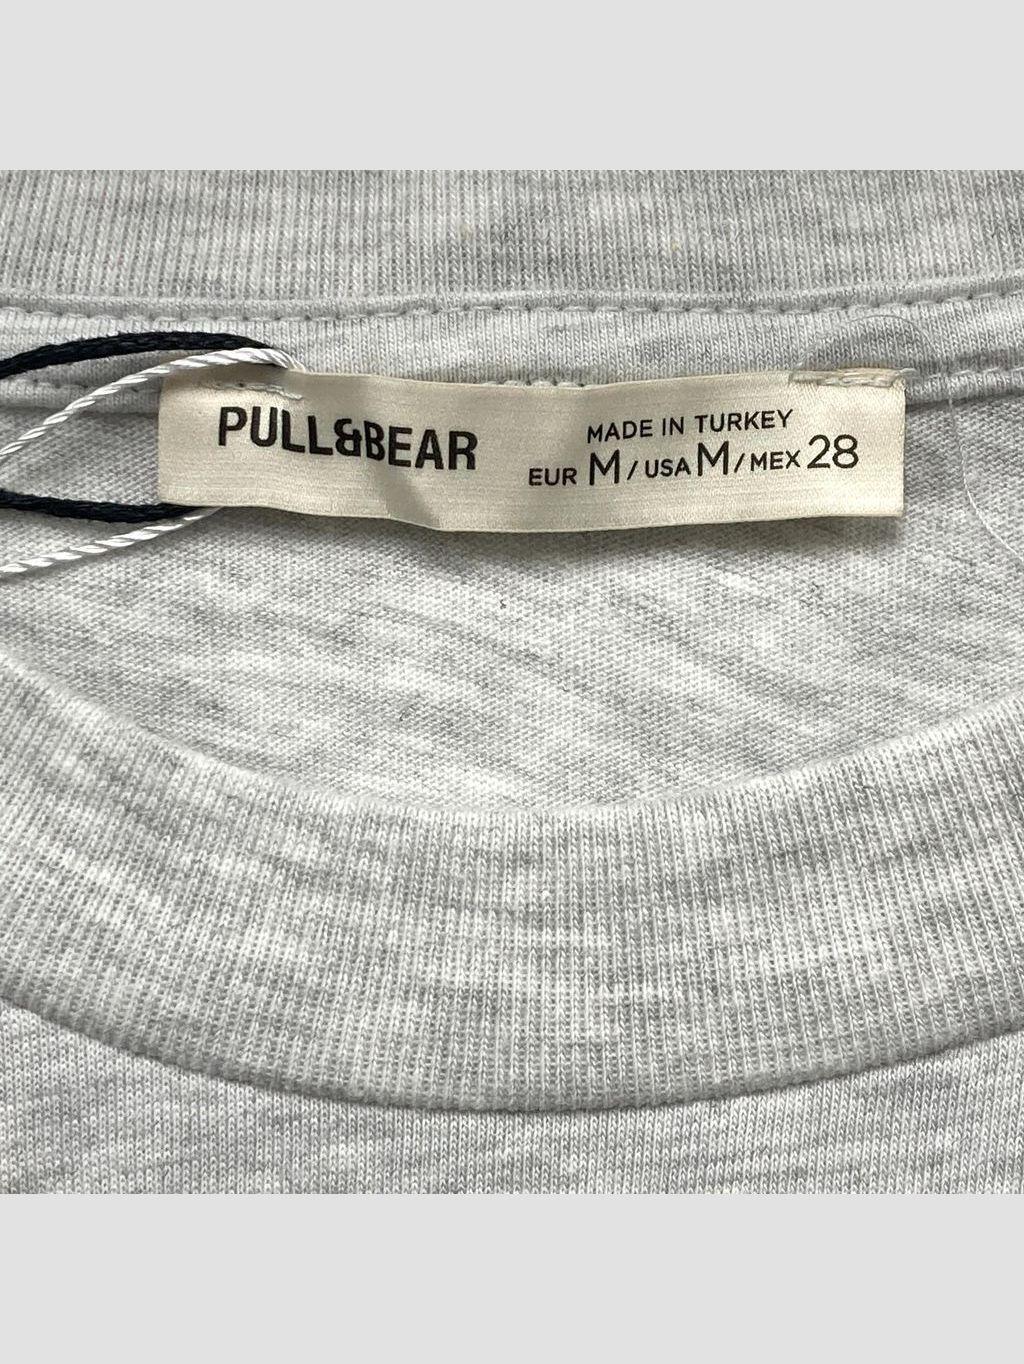 PULL&BEAR
MADE IN TURKEY
EUR M / USA M / MEX 28